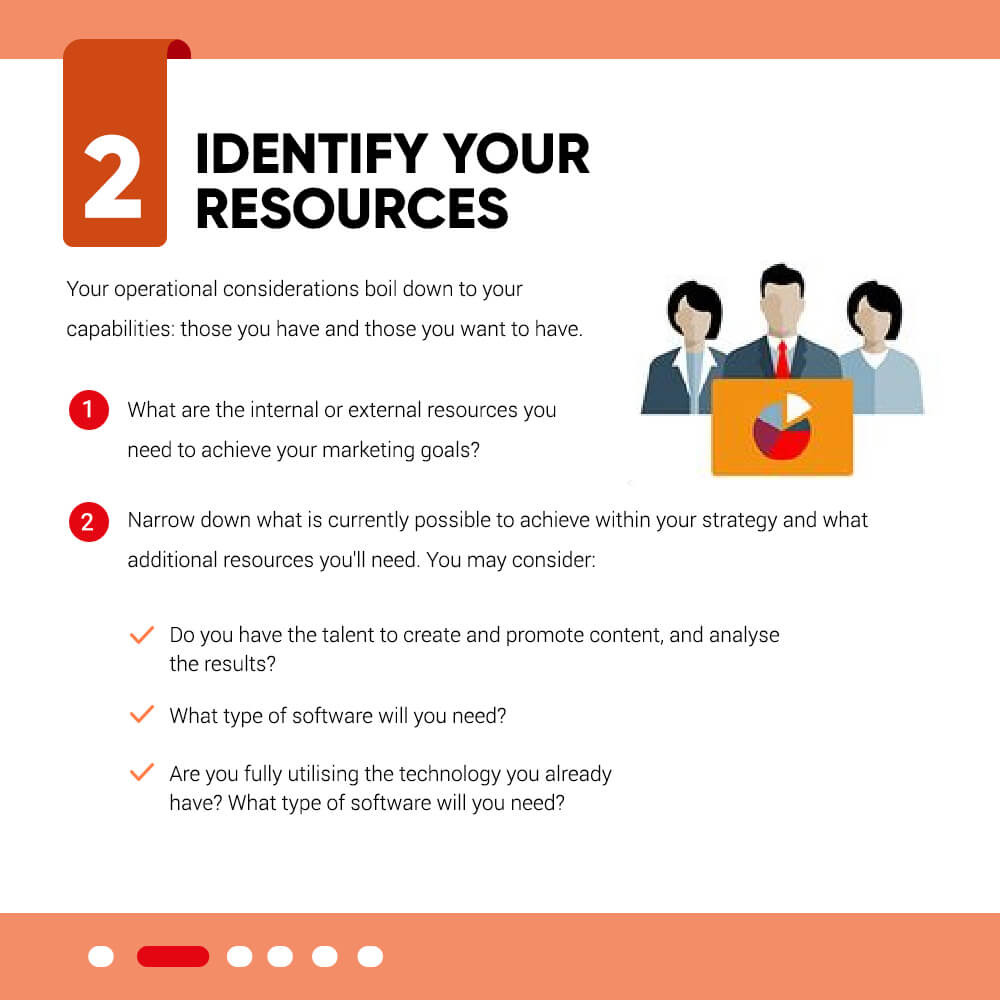 2
IDENTIFY YOUR
RESOURCES
Your operational considerations boil down to your
capabilities: those you have and those you want to have.
1 What are the internal or external resources you
need to achieve your marketing goals?
2 Narrow down what is currently possible to achieve within your strategy and what
additional resources you'll need. You may consider:
Do you have the talent to create and promote content, and analyse
the results?
What type of software will you need?
Are you fully utilising the technology you already
have? What type of software will you need?